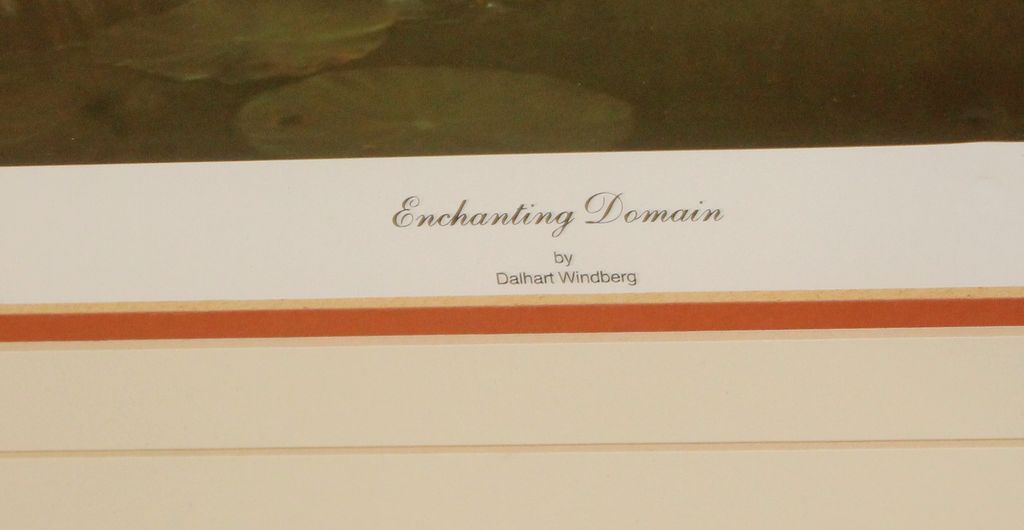 Enchanting Domain
by
Dalhart Windberg